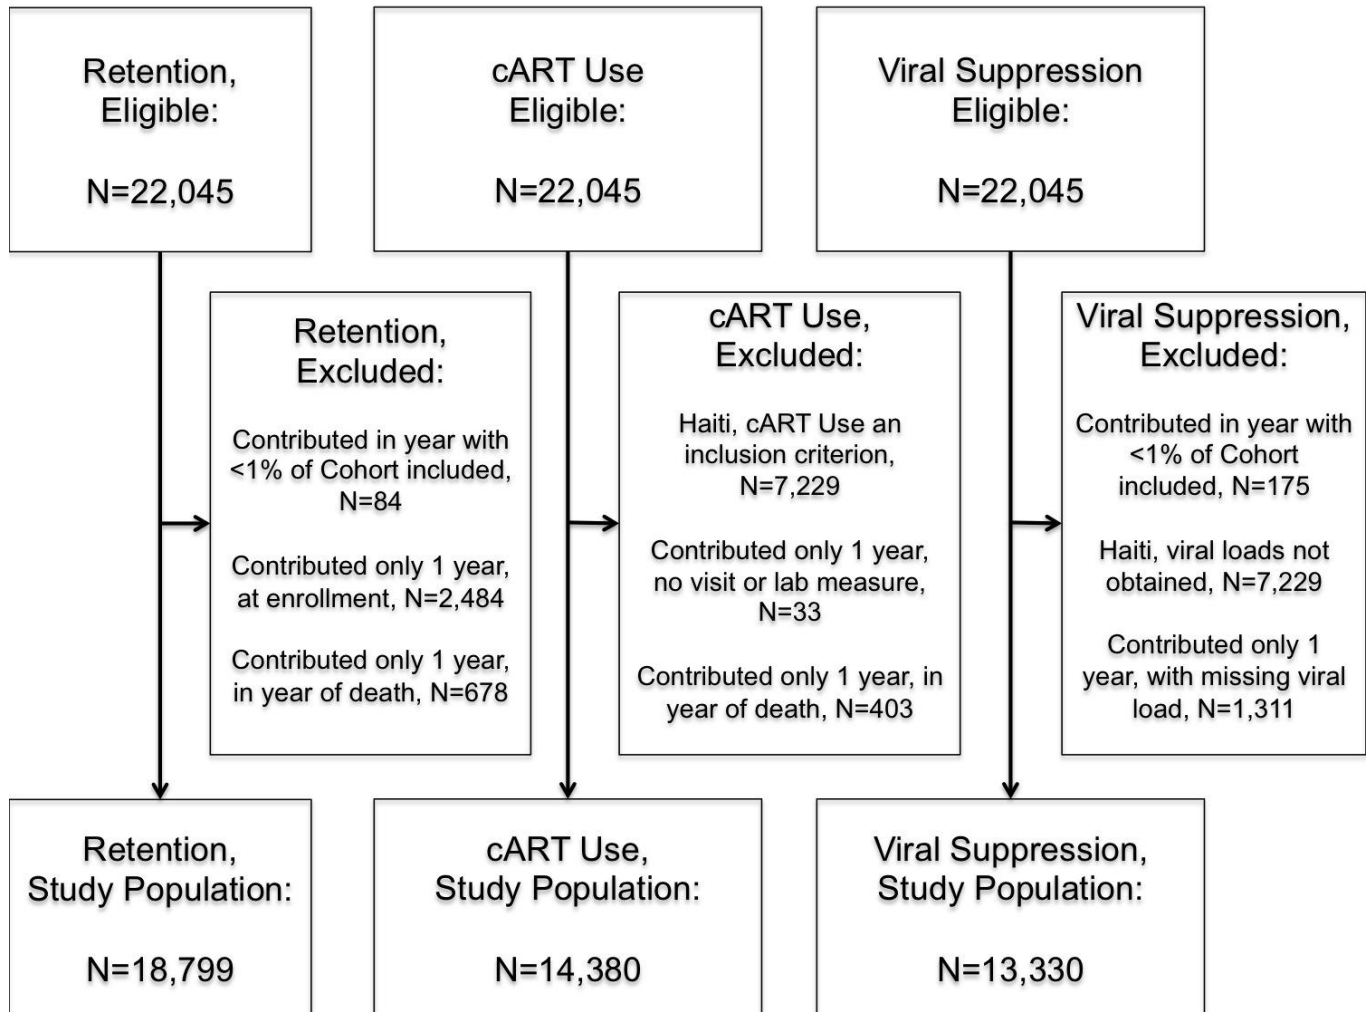 Retention,
Eligible:
N=22,045
cART Use
Eligible:
N=22,045
Viral Suppression
Eligible:
N=22,045
Retention,
Excluded:
Contributed in year with
<1% of Cohort included,
N=84
Contributed only 1 year,
at enrollment, N=2,484
Contributed only 1 year,
in year of death, N=678
cART Use,
Excluded:
Haiti, cART Use an
inclusion criterion,
N=7,229
Contributed only 1 year,
no visit or lab measure,
N=33
Contributed only 1 year, in
year of death, N=403
Viral Suppression,
Excluded:
Contributed in year with
<1% of Cohort
included, N=175
Haiti, viral loads not
obtained, N=7,229
Contributed only 1
year, with missing viral
load, N=1,311
Retention,
Study Population:
N=18,799
cART Use,
Study Population:
N=14,380
Viral Suppression,
Study Population:
N=13,330